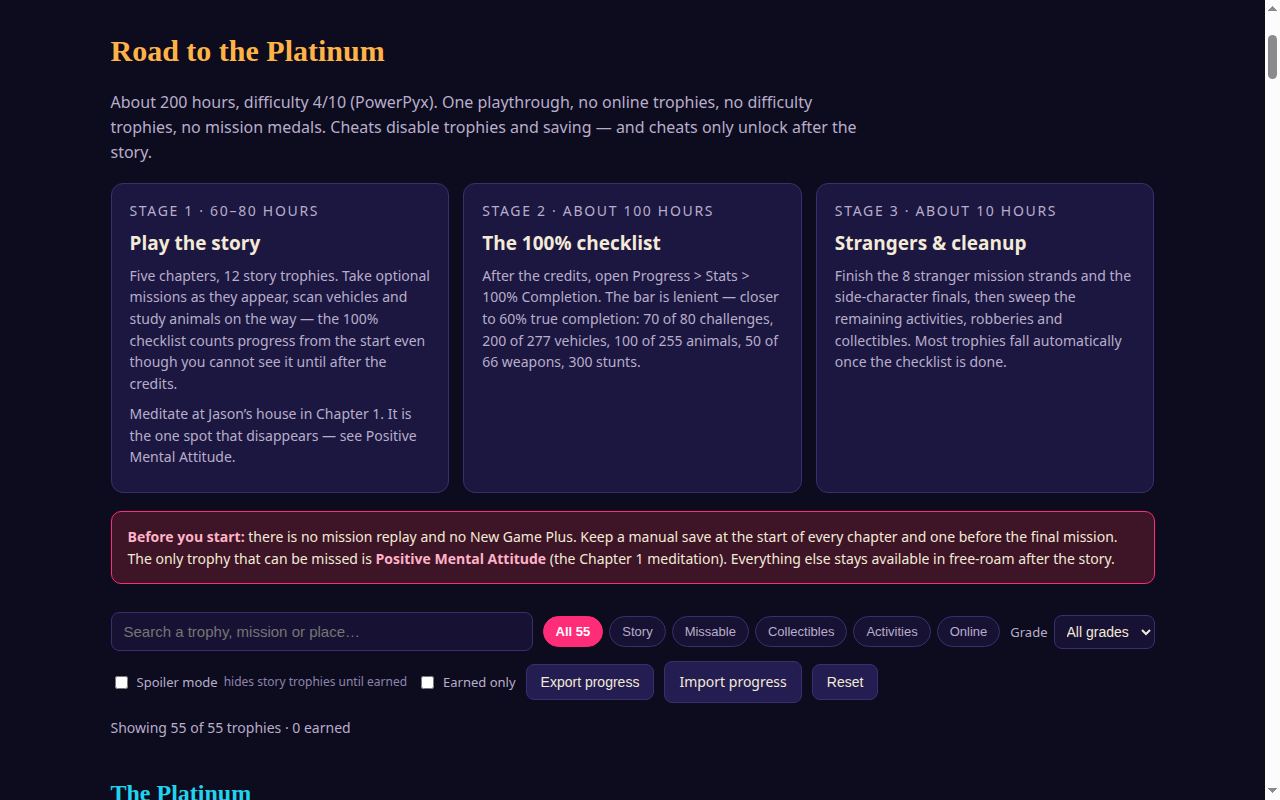 Road to the Platinum
About 200 hours, difficulty 4/10 (PowerPyx). One playthrough, no online trophies, no difficulty
trophies, no mission medals. Cheats disable trophies and saving — and cheats only unlock after the
story.
STAGE 1 · 60–80 HOURS
Play the story
Five chapters, 12 story trophies. Take optional
missions as they appear, scan vehicles and
study animals on the way — the 100%
checklist counts progress from the start even
though you cannot see it until after the
credits.
Meditate at Jason’s house in Chapter 1. It is
the one spot that disappears — see Positive
Mental Attitude.
STAGE 2 · ABOUT 100 HOURS
The 100% checklist
After the credits, open Progress > Stats >
100% Completion. The bar is lenient — closer
to 60% true completion: 70 of 80 challenges,
200 of 277 vehicles, 100 of 255 animals, 50 of
66 weapons, 300 stunts.
STAGE 3 · ABOUT 10 HOURS
Strangers & cleanup
Finish the 8 stranger mission strands and the
side-character finals, then sweep the
remaining activities, robberies and
collectibles. Most trophies fall automatically
once the checklist is done.
Before you start: there is no mission replay and no New Game Plus. Keep a manual save at the start of every chapter and one before the final mission.
The only trophy that can be missed is Positive Mental Attitude (the Chapter 1 meditation). Everything else stays available in free-roam after the story.
Search a trophy, mission or place…
All 55
Story
Missable
Collectibles
Activities
Online
Grade
All grades
Spoiler mode hides story trophies until earned
Earned only
Export progress
Import progress
Reset
Showing 55 of 55 trophies · 0 earned
The Platinum